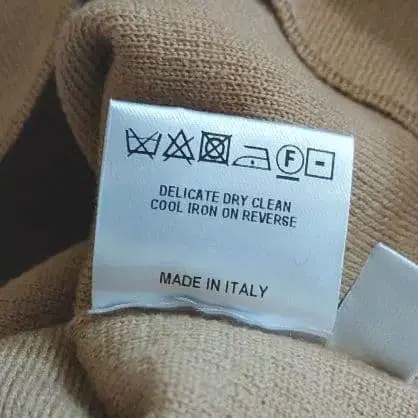 F
DELICATE DRY CLEAN
COOL IRON ON REVERSE
MADE IN ITALY